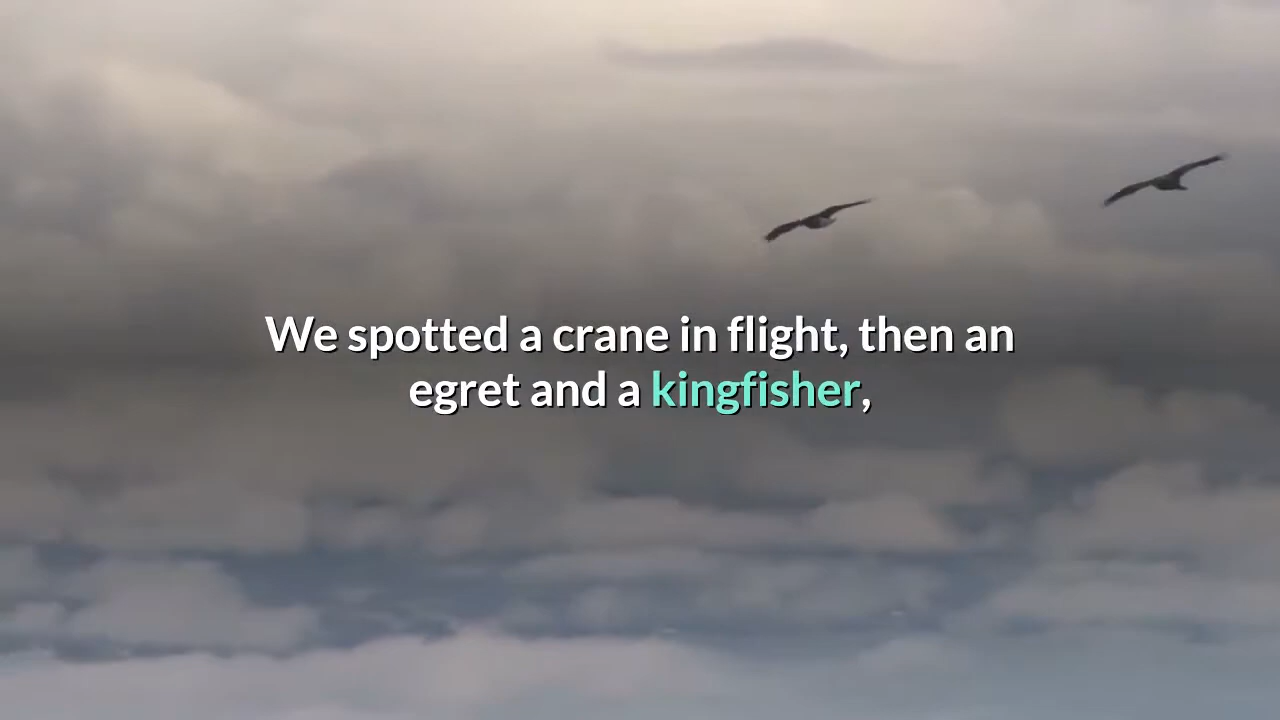 We spotted a crane in flight, then an
egret and a kingfisher,